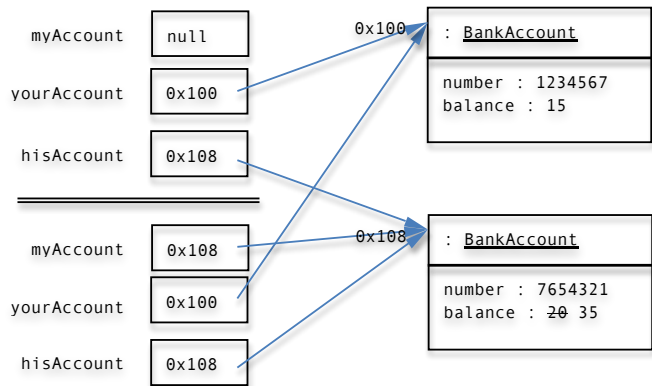 myAccount null
yourAccount 0x100
hisAccount 0x108
myAccount 0x108
yourAccount 0x100
hisAccount 0x108
0x100
: BankAccount
number : 1234567
balance : 15
0x108
: BankAccount
number : 7654321
balance : 20 35